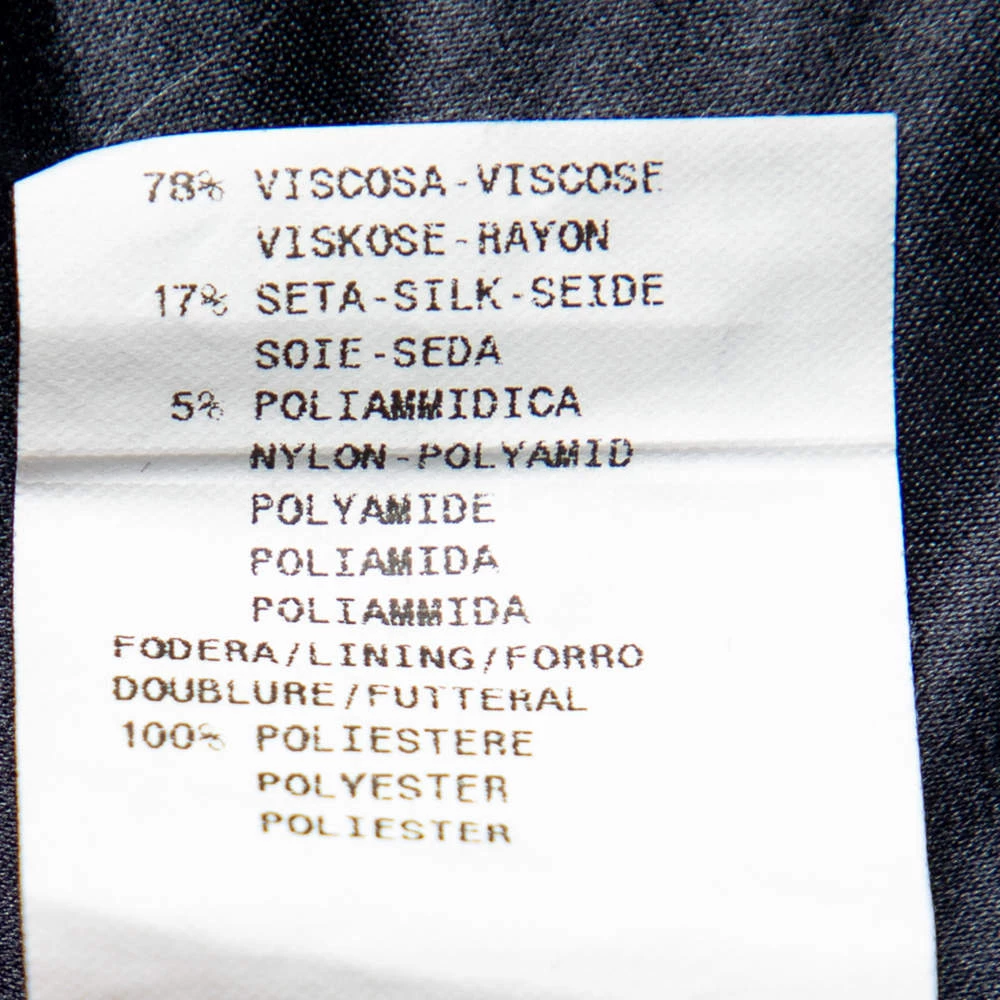 78% VISCOSA-VISCOSE
VISKOSE-RAYON
17% SETA-SILK-SEIDE
SOIE-SEDA
5% POLIAMMIDICA
NYLON-POLYAMID
POLYAMIDE
POLIAMIDA
POLIAMMIDA
FODERA/LINING/FORRO
DOUBLURE/FUTTERAL
100% POLIESTERE
POLYESTER
POLIESTER